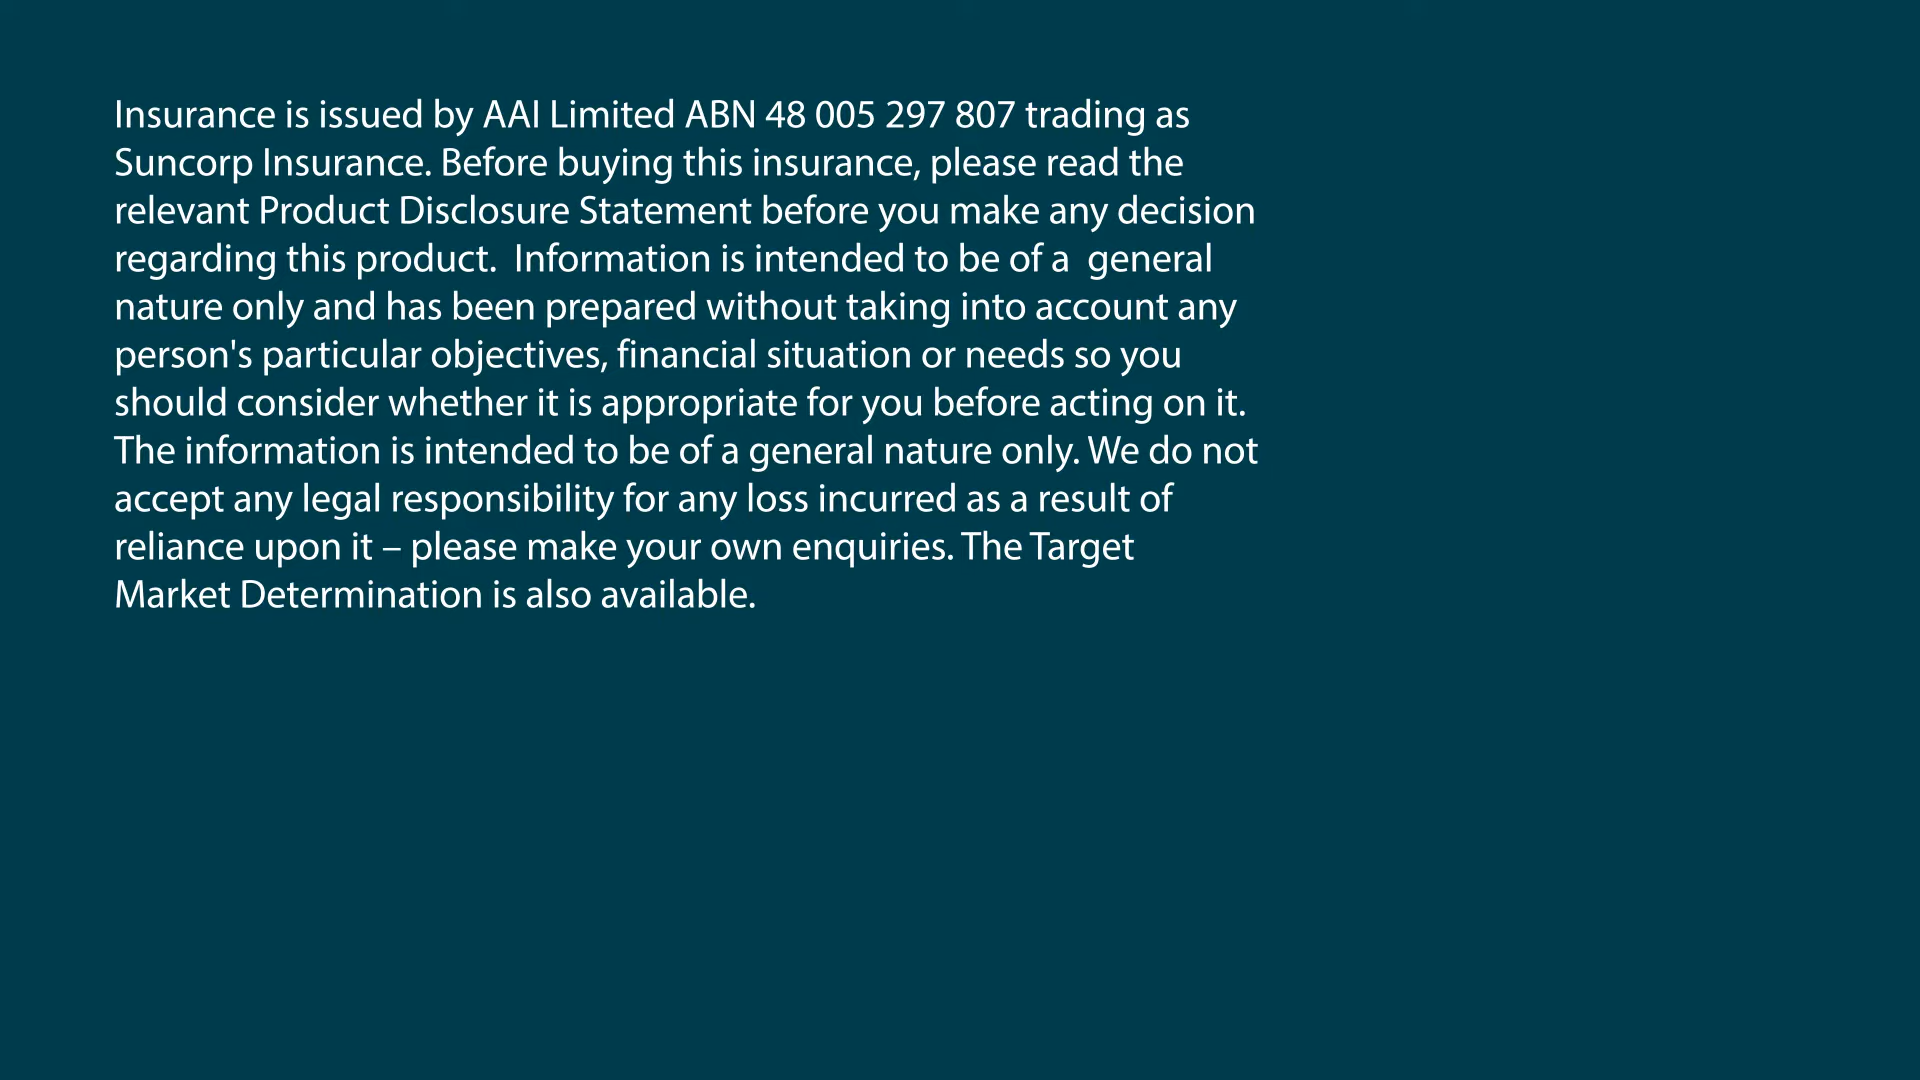 Insurance is issued by AAI Limited ABN 48 005 297 807 trading as
Suncorp Insurance. Before buying this insurance, please read the
relevant Product Disclosure Statement before you make any decision
regarding this product.  Information is intended to be of a  general
nature only and has been prepared without taking into account any
person's particular objectives, financial situation or needs so you
should consider whether it is appropriate for you before acting on it.
The information is intended to be of a general nature only. We do not
accept any legal responsibility for any loss incurred as a result of
reliance upon it – please make your own enquiries. The Target
Market Determination is also available.